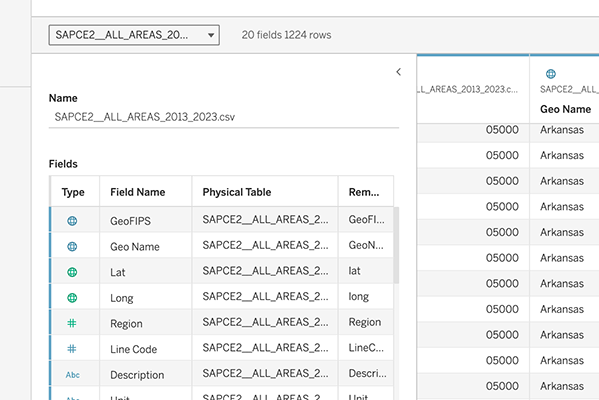 SAPCE2__ALL_AREAS_20...
20 fields 1224 rows
Name
SAPCE2__ALL_AREAS_2013_2023.csv
Fields
Type Field Name Physical Table Rem...
GeoFIPS SAPCE2__ALL_AREAS_2... GeoFI...
Geo Name SAPCE2__ALL_AREAS_2... GeoN...
Lat SAPCE2__ALL_AREAS_2... lat
Long SAPCE2__ALL_AREAS_2... long
Region SAPCE2__ALL_AREAS_2... Region
Line Code SAPCE2__ALL_AREAS_2... LineC...
Abc Description SAPCE2__ALL_AREAS_2... Descri...
Abc Unit SAPCE2__ALL_AREAS_2... Unit
LL_AREAS_2013_2023.c... SAPCE2__ALL_
Geo Name
05000 Arkansas
05000 Arkansas
05000 Arkansas
05000 Arkansas
05000 Arkansas
05000 Arkansas
05000 Arkansas
05000 Arkansas
05000 Arkansas
05000 Arkansas
05000 Arkansas